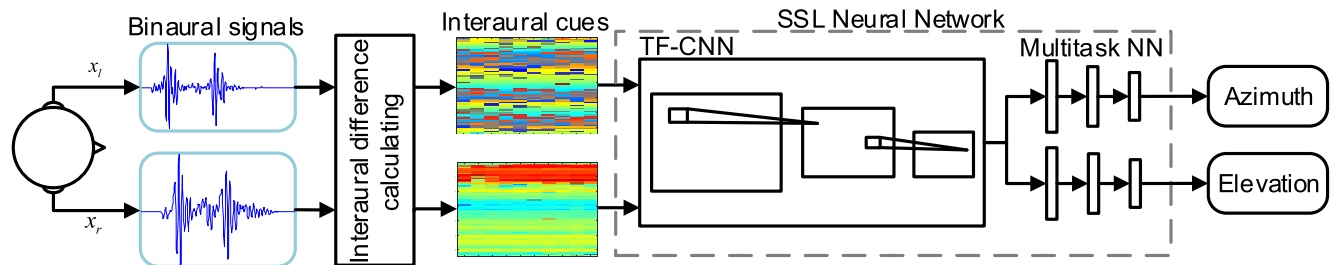 Binaural signals
x_l
x_r
Interaural difference
calculating
Interaural cues
SSL Neural Network
TF-CNN
Multitask NN
Azimuth
Elevation